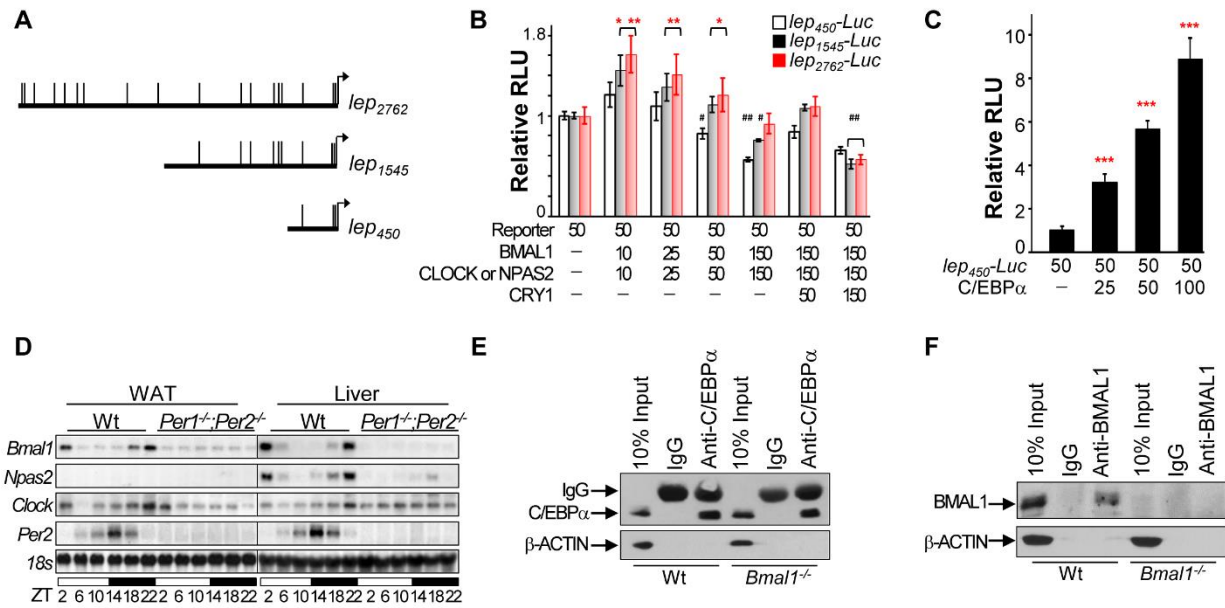 A
lep2762
lep1545
lep450
B
* ** ** *
lep450-Luc
lep1545-Luc
lep2762-Luc
Relative RLU
1.8
1
0
# ## # ##
Reporter 50 50 50 50 50 50 50
BMAL1 – 10 25 50 150 150 150
CLOCK or NPAS2 – 10 25 50 150 150 150
CRY1 – – – – – 50 150
C
Relative RLU
10
8
6
4
2
0
*** *** ***
lep450-Luc 50 50 50 50
C/EBPα – 25 50 100
D
WAT Liver
Wt Per1-/-;Per2-/- Wt Per1-/-;Per2-/-
Bmal1
Npas2
Clock
Per2
18s
ZT 2 6 10 14 18 22 2 6 10 14 18 22 2 6 10 14 18 22 2 6 10 14 18 22
E
10% Input IgG Anti-C/EBPα 10% Input IgG Anti-C/EBPα
IgG
C/EBPα
β-ACTIN
Wt Bmal1-/-
F
10% Input IgG Anti-BMAL1 10% Input IgG Anti-BMAL1
BMAL1
β-ACTIN
Wt Bmal1-/-